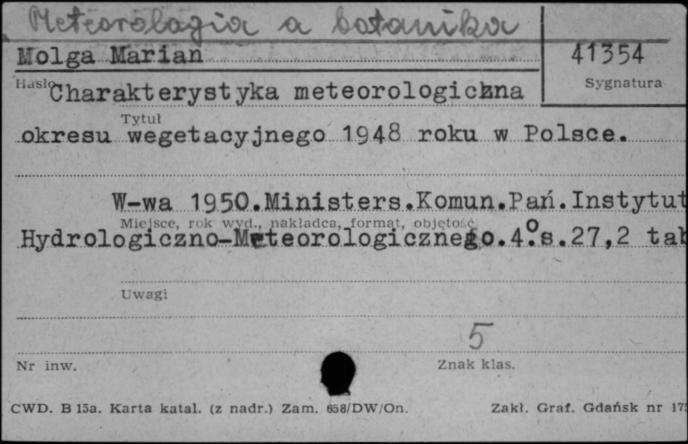 Meteorologia a botanika
Molga Marian
41354
Hasło
Sygnatura
Charakterystyka meteorologiczna
Tytuł
okresu wegetacyjnego 1948 roku w Polsce.
W-wa 1950.Ministers.Komun.Pań.Instytut
Miejsce, rok wyd., nakładca, format, objętość
Hydrologiczno-Meteorologicznego.4°.s.27,2 tab
Uwagi
5
Nr inw.
Znak klas.
CWD. B 15a. Karta katal. (z nadr.) Zam. 658/DW/On.
Zakł. Graf. Gdańsk nr 17